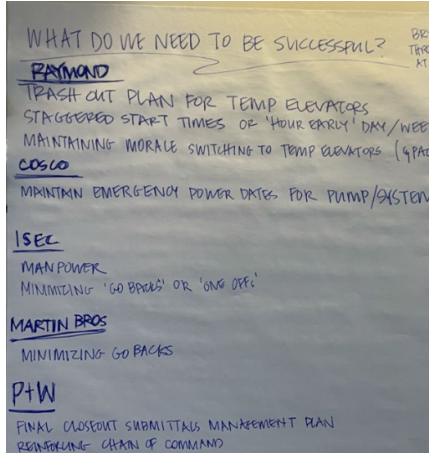 WHAT DO WE NEED TO BE SUCCESSFUL?
RAYMOND
TRASH OUT PLAN FOR TEMP ELEVATORS
STAGGERED START TIMES OR 'HOUR EARLY' DAY/WEE
MAINTAINING MORALE SWITCHING TO TEMP ELEVATORS (
COSCO
MAINTAIN EMERGENCY POWER DATES FOR PUMP/SYSTEM
ISEC
MANPOWER
MINIMIZING 'GO BACKS' OR 'ONE OFFS'
MARTIN BROS
MINIMIZING GO BACKS
P+W
FINAL CLOSEOUT SUBMITTALS MANAGEMENT PLAN
REINFORCING CHAIN OF COMMAND
BR
THRO
AT